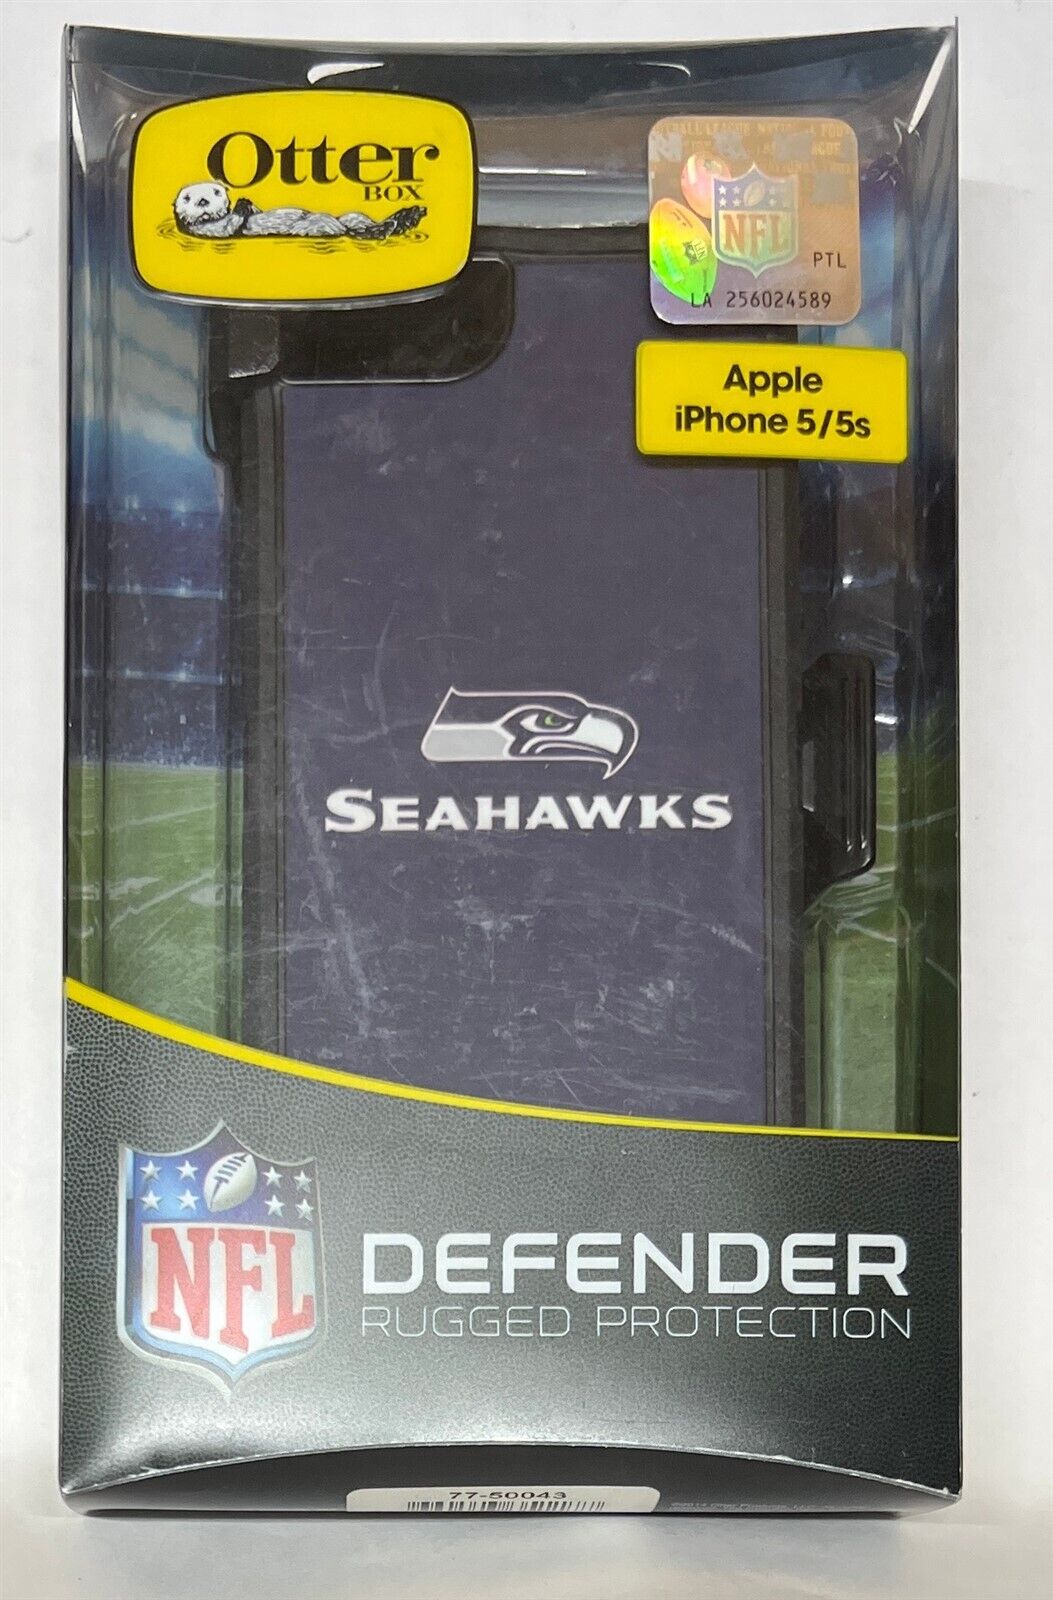 Otter
BOX
NFL
PTL
LA 256024589
Apple
iPhone 5/5s
SEAHAWKS
NFL
DEFENDER
RUGGED PROTECTION
77-50043